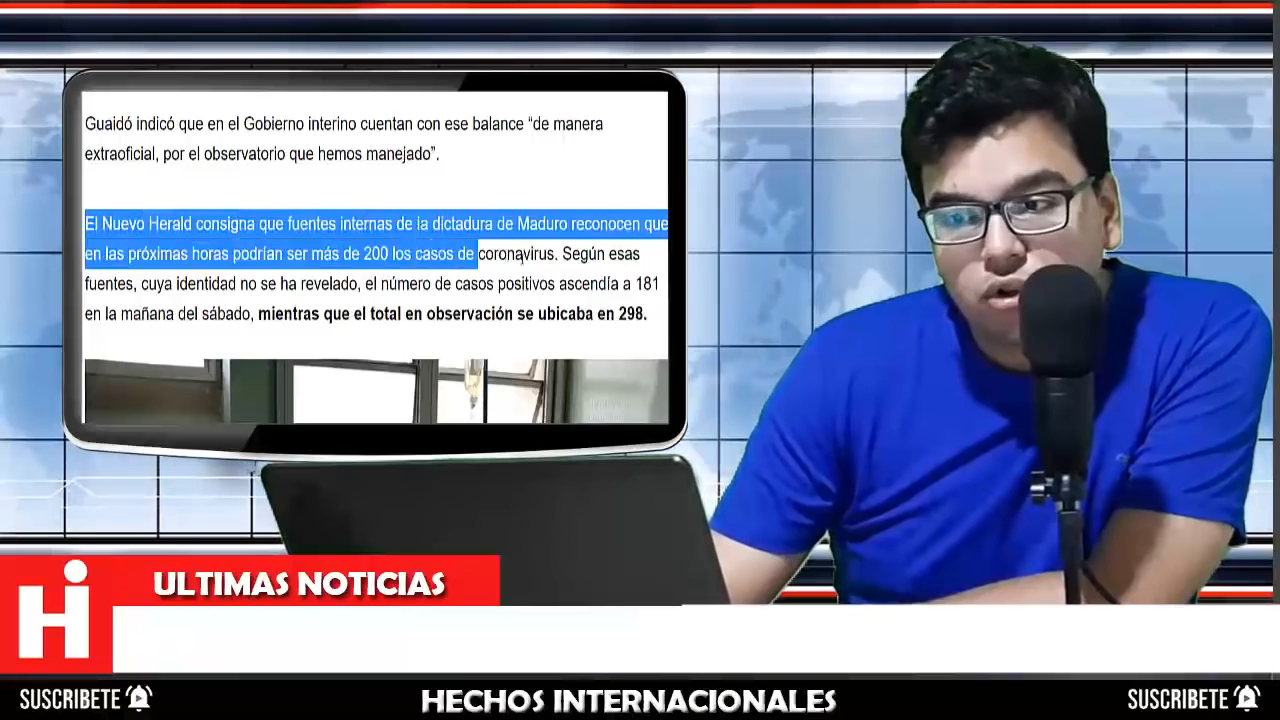 Guaidó indicó que en el Gobierno interino cuentan con ese balance “de manera
extraoficial, por el observatorio que hemos manejado”.
El Nuevo Herald consigna que fuentes internas de la dictadura de Maduro reconocen que
en las próximas horas podrían ser más de 200 los casos de coronavirus. Según esas
fuentes, cuya identidad no se ha revelado, el número de casos positivos ascendía a 181
en la mañana del sábado, mientras que el total en observación se ubicaba en 298.
Hi
ULTIMAS NOTICIAS
SUSCRIBETE
HECHOS INTERNACIONALES
SUSCRIBETE